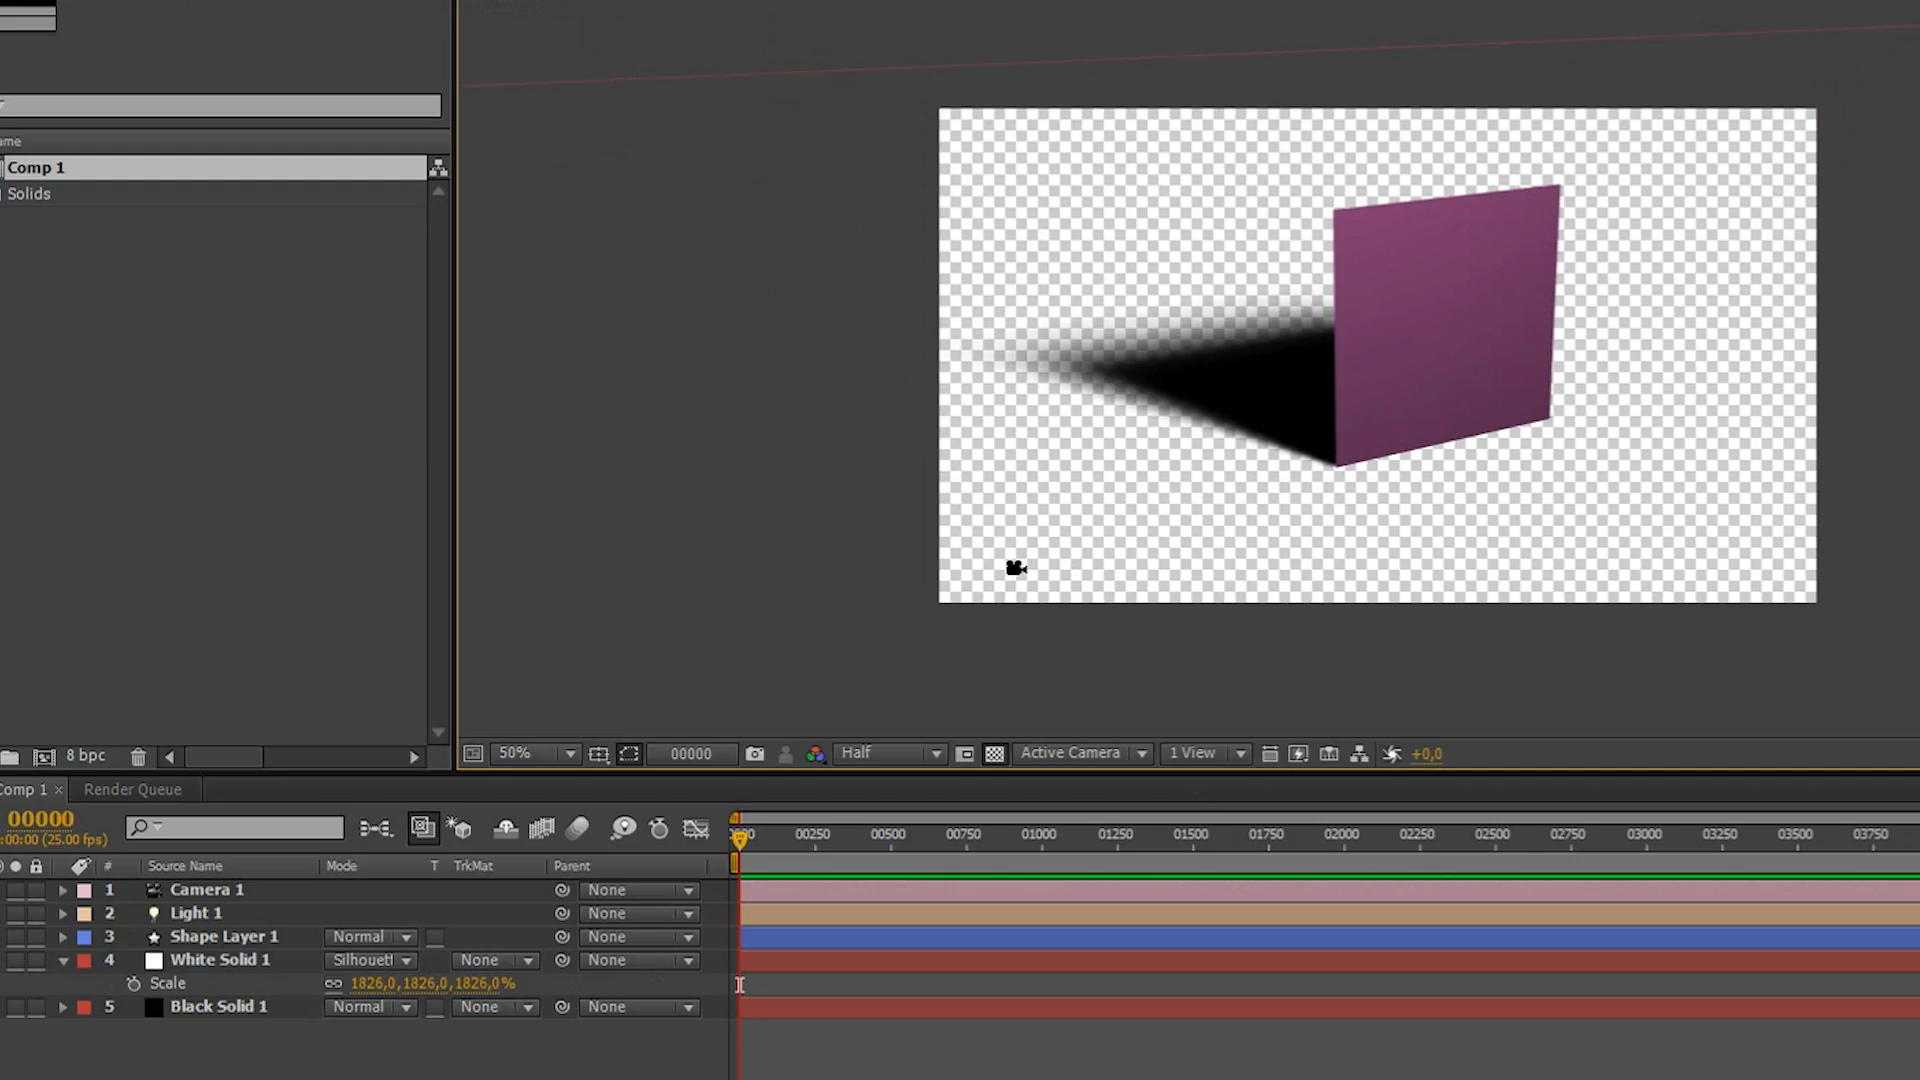 ame
Comp 1
Solids
8 bpc
50%
00000
Half
Active Camera
1 View
+0,0
Comp 1 ×
Render Queue
00000
:00:00 (25.00 fps)
00250 00500 00750 01000 01250 01500 01750 02000 02250 02500 02750 03000 03250 03500 03750
# Source Name Mode T TrkMat Parent
1 Camera 1 None
2 Light 1 None
3 Shape Layer 1 Normal None
4 White Solid 1 Silhouett None None
Scale 1826,0,1826,0,1826,0%
5 Black Solid 1 Normal None None